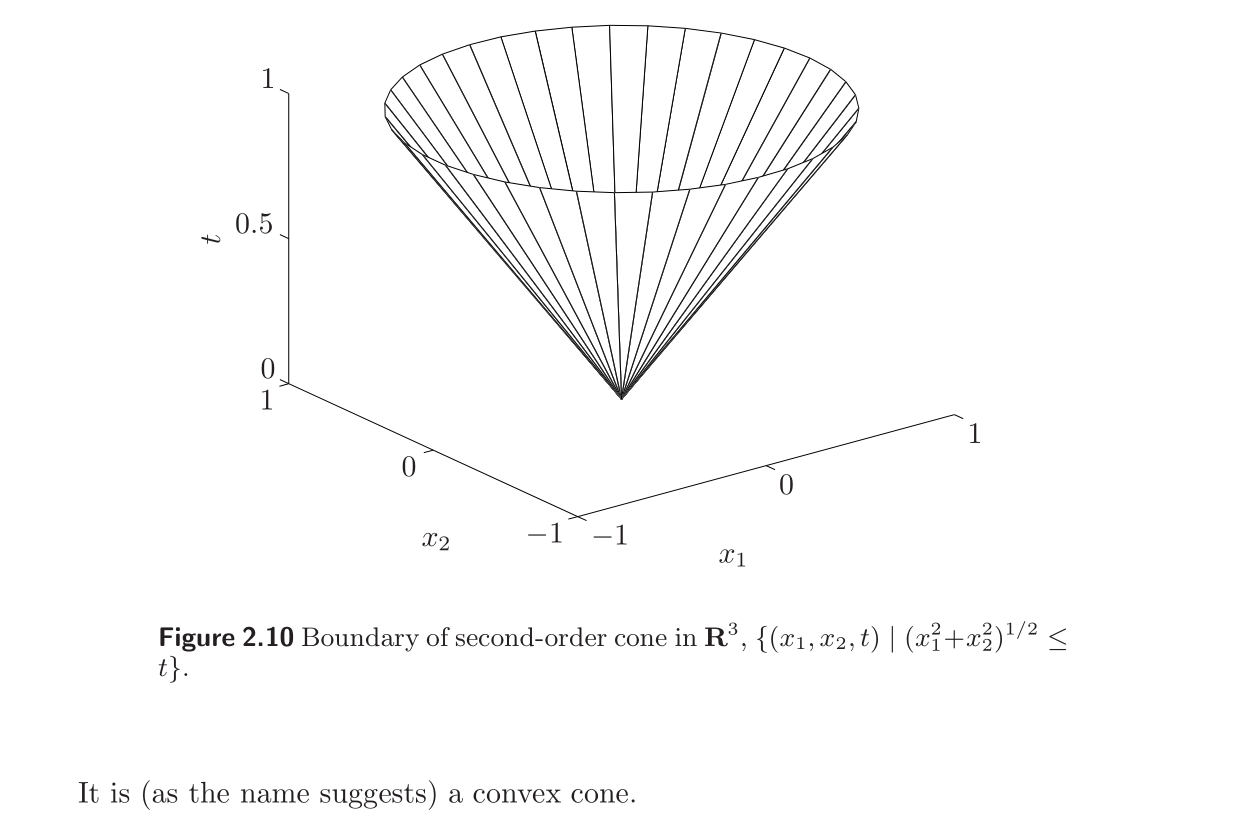 1
0.5
t
0
1
0
1
0
x₂
−1
−1
x₁
Figure 2.10 Boundary of second-order cone in R³, {(x₁, x₂, t) | (x₁²+x₂²)^{1/2} ≤
t}.
It is (as the name suggests) a convex cone.